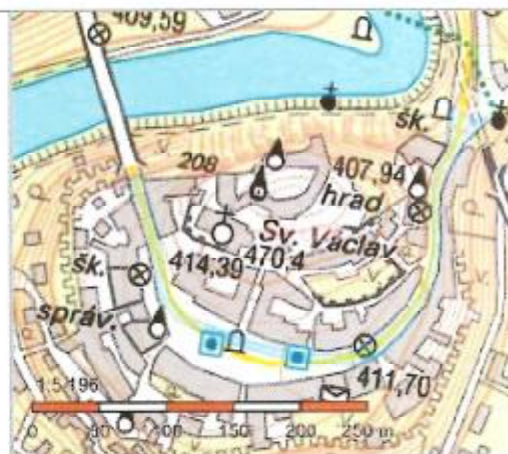 409,59
šk.
208
407,94
hrad
Sv. Václav
414,39
470,4
šk.
správ.
411,70
1:5 196
0 50 100 150 200 250 m